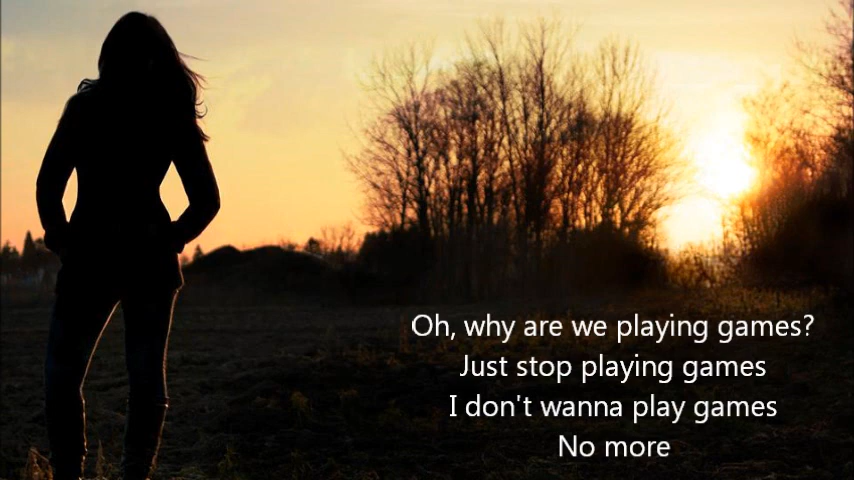 Oh, why are we playing games?
Just stop playing games
I don't wanna play games
No more